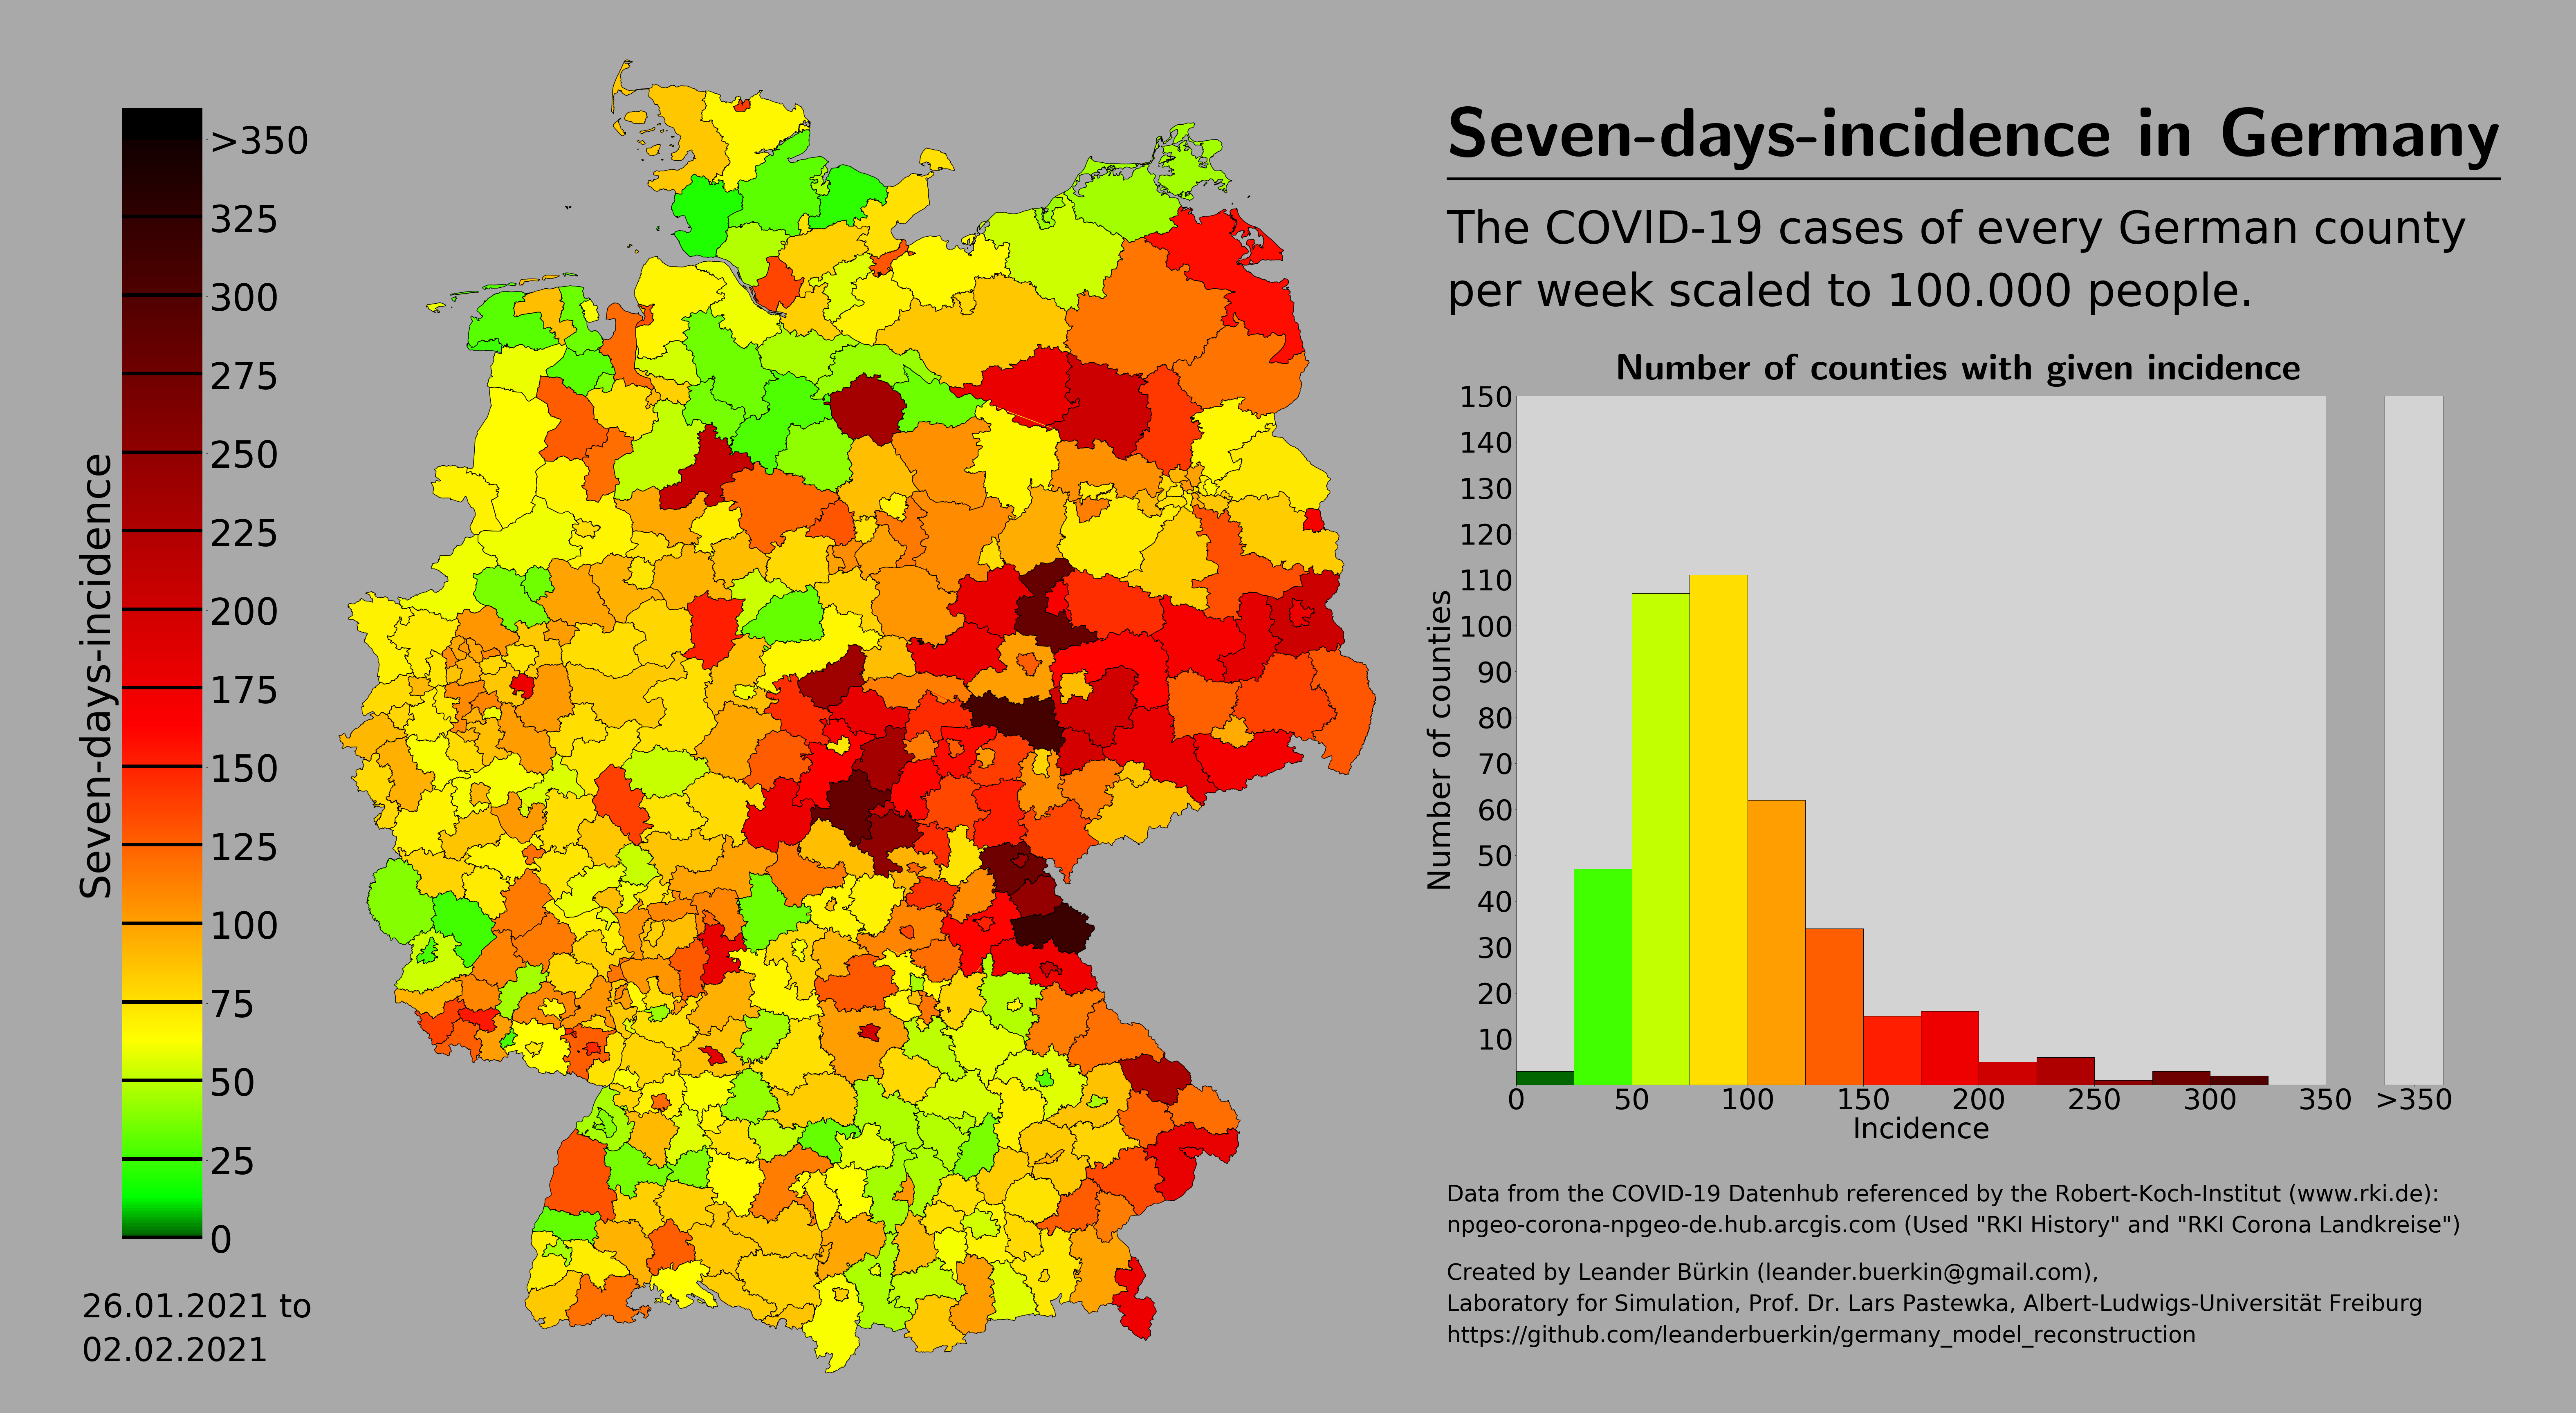 Seven-days-incidence in Germany
The COVID-19 cases of every German county
per week scaled to 100.000 people.
Seven-days-incidence
>350
325
300
275
250
225
200
175
150
125
100
75
50
25
0
26.01.2021 to
02.02.2021
Number of counties with given incidence
Number of counties
150
140
130
120
110
100
90
80
70
60
50
40
30
20
10
0 50 100 150 200 250 300 350 >350
Incidence
Data from the COVID-19 Datenhub referenced by the Robert-Koch-Institut (www.rki.de):
npgeo-corona-npgeo-de.hub.arcgis.com (Used "RKI History" and "RKI Corona Landkreise")
Created by Leander Bürkin (leander.buerkin@gmail.com),
Laboratory for Simulation, Prof. Dr. Lars Pastewka, Albert-Ludwigs-Universität Freiburg
https://github.com/leanderbuerkin/germany_model_reconstruction